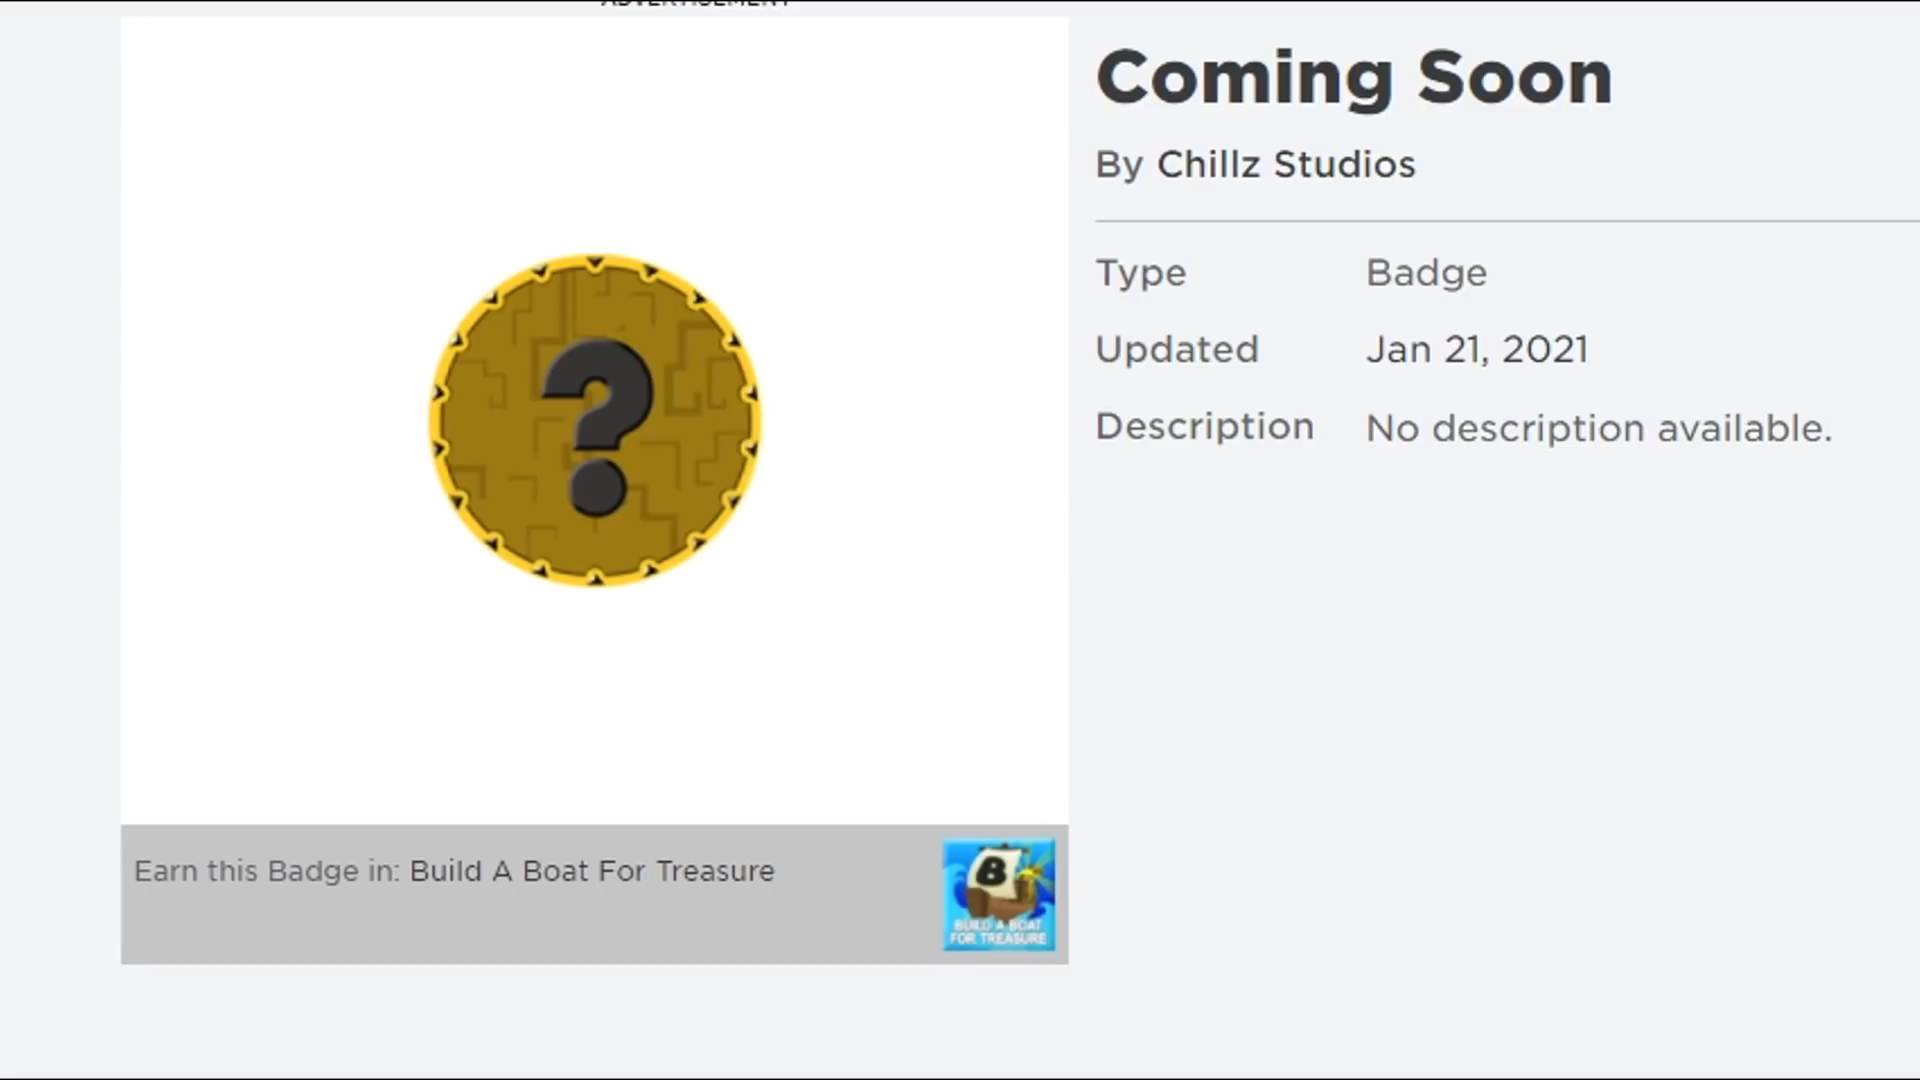 ADVERTISEMENT
Coming Soon
By Chillz Studios
Type Badge
Updated Jan 21, 2021
Description No description available.
?
Earn this Badge in: Build A Boat For Treasure
B
BUILD A BOAT
FOR TREASURE